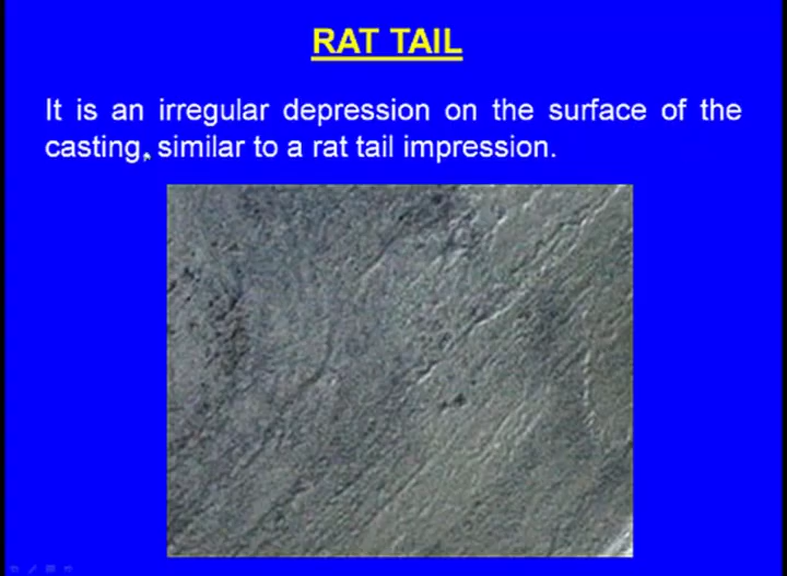 RAT TAIL
It is an irregular depression on the surface of the
casting, similar to a rat tail impression.